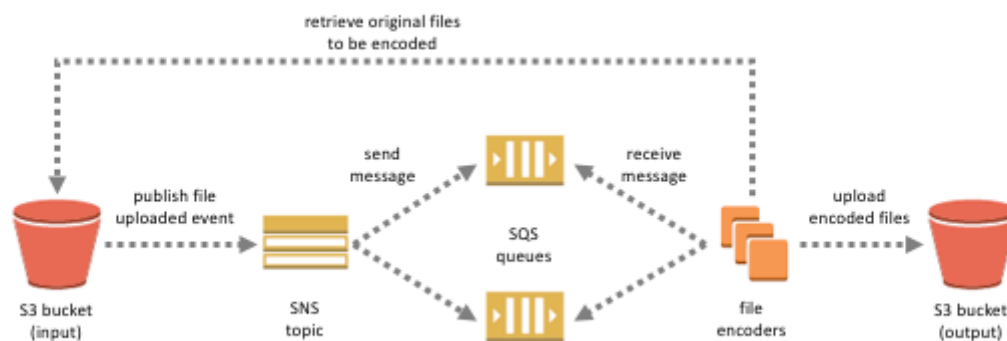 retrieve original files
to be encoded
send
message
receive
message
publish file
uploaded event
upload
encoded files
SQS
queues
S3 bucket
(input)
SNS
topic
file
encoders
S3 bucket
(output)